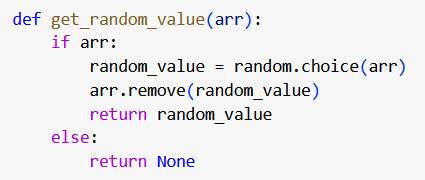 def get_random_value(arr):
    if arr:
        random_value = random.choice(arr)
        arr.remove(random_value)
        return random_value
    else:
        return None